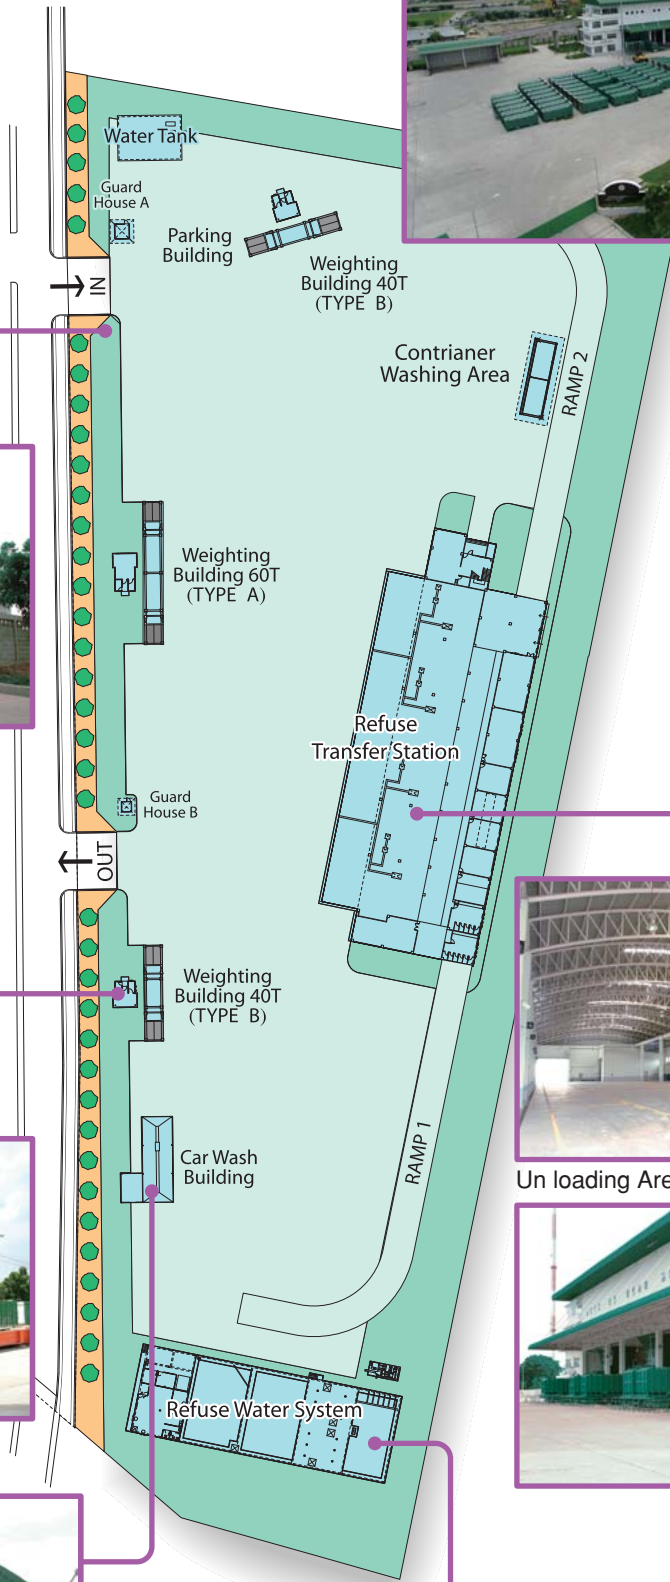 Water Tank
Guard
House A
Parking
Building
Weighting
Building 40T
(TYPE B)
IN
Contrianer
Washing Area
RAMP 2
Weighting
Building 60T
(TYPE A)
Refuse
Transfer Station
Guard
House B
OUT
Weighting
Building 40T
(TYPE B)
Car Wash
Building
RAMP 1
Un loading Are
Refuse Water System